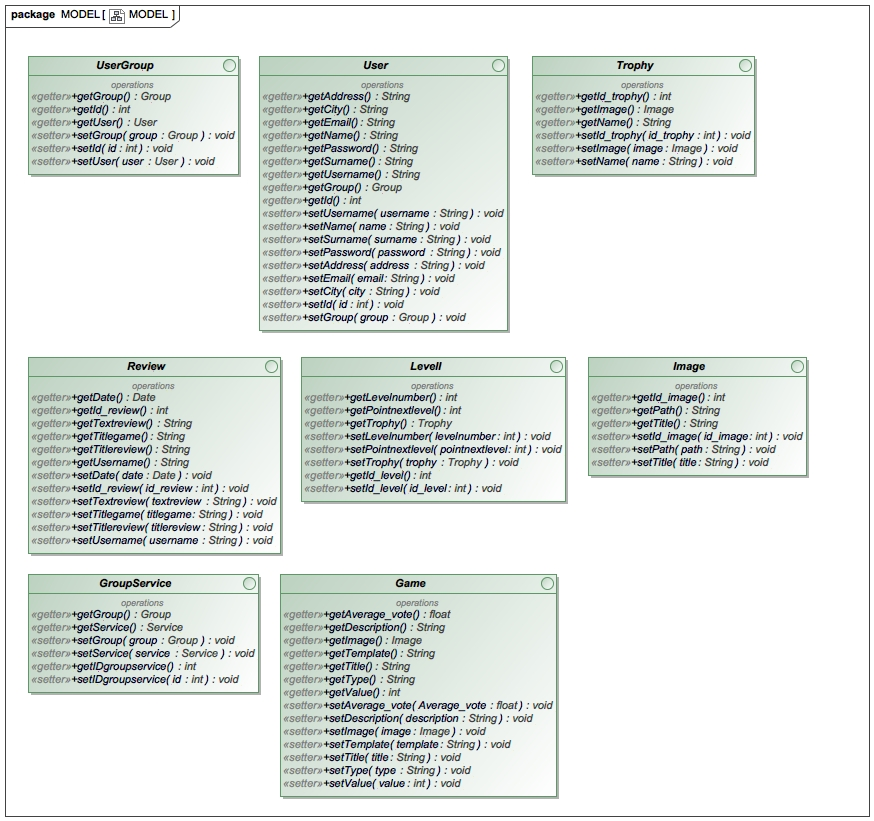 package MODEL [ MODEL ]
UserGroup
operations
«getter»+getGroup() : Group
«getter»+getId() : int
«getter»+getUser() : User
«setter»+setGroup( group : Group ) : void
«setter»+setId( id : int ) : void
«setter»+setUser( user : User ) : void
User
operations
«getter»+getAddress() : String
«getter»+getCity() : String
«getter»+getEmail() : String
«getter»+getName() : String
«getter»+getPassword() : String
«getter»+getSurname() : String
«getter»+getUsername() : String
«getter»+getGroup() : Group
«getter»+getId() : int
«setter»+setUsername( username : String ) : void
«setter»+setName( name : String ) : void
«setter»+setSurname( surname : String ) : void
«setter»+setPassword( password : String ) : void
«setter»+setAddress( address : String ) : void
«setter»+setEmail( email : String ) : void
«setter»+setCity( city : String ) : void
«setter»+setId( id : int ) : void
«setter»+setGroup( group : Group ) : void
Trophy
operations
«getter»+getId_trophy() : int
«getter»+getImage() : Image
«getter»+getName() : String
«setter»+setId_trophy( id_trophy : int ) : void
«setter»+setImage( image : Image ) : void
«setter»+setName( name : String ) : void
Review
operations
«getter»+getDate() : Date
«getter»+getId_review() : int
«getter»+getTextreview() : String
«getter»+getTitlegame() : String
«getter»+getTitlereview() : String
«getter»+getUsername() : String
«setter»+setDate( date : Date ) : void
«setter»+setId_review( id_review : int ) : void
«setter»+setTextreview( textreview : String ) : void
«setter»+setTitlegame( titlegame : String ) : void
«setter»+setTitlereview( titlereview : String ) : void
«setter»+setUsername( username : String ) : void
Levell
operations
«getter»+getLevelnumber() : int
«getter»+getPointnextlevel() : int
«getter»+getTrophy() : Trophy
«setter»+setLevelnumber( levelnumber : int ) : void
«setter»+setPointnextlevel( pointnextlevel : int ) : void
«setter»+setTrophy( trophy : Trophy ) : void
«getter»+getId_level() : int
«setter»+setId_level( id_level : int ) : void
Image
operations
«getter»+getId_image() : int
«getter»+getPath() : String
«getter»+getTitle() : String
«setter»+setId_image( id_image : int ) : void
«setter»+setPath( path : String ) : void
«setter»+setTitle( title : String ) : void
GroupService
operations
«getter»+getGroup() : Group
«getter»+getService() : Service
«setter»+setGroup( group : Group ) : void
«setter»+setService( service : Service ) : void
«getter»+getIDgroupservice() : int
«setter»+setIDgroupservice( id : int ) : void
Game
operations
«getter»+getAverage_vote() : float
«getter»+getDescription() : String
«getter»+getImage() : Image
«getter»+getTemplate() : String
«getter»+getTitle() : String
«getter»+getType() : String
«getter»+getValue() : int
«setter»+setAverage_vote( Average_vote : float ) : void
«setter»+setDescription( description : String ) : void
«setter»+setImage( image : Image ) : void
«setter»+setTemplate( template : String ) : void
«setter»+setTitle( title : String ) : void
«setter»+setType( type : String ) : void
«setter»+setValue( value : int ) : void